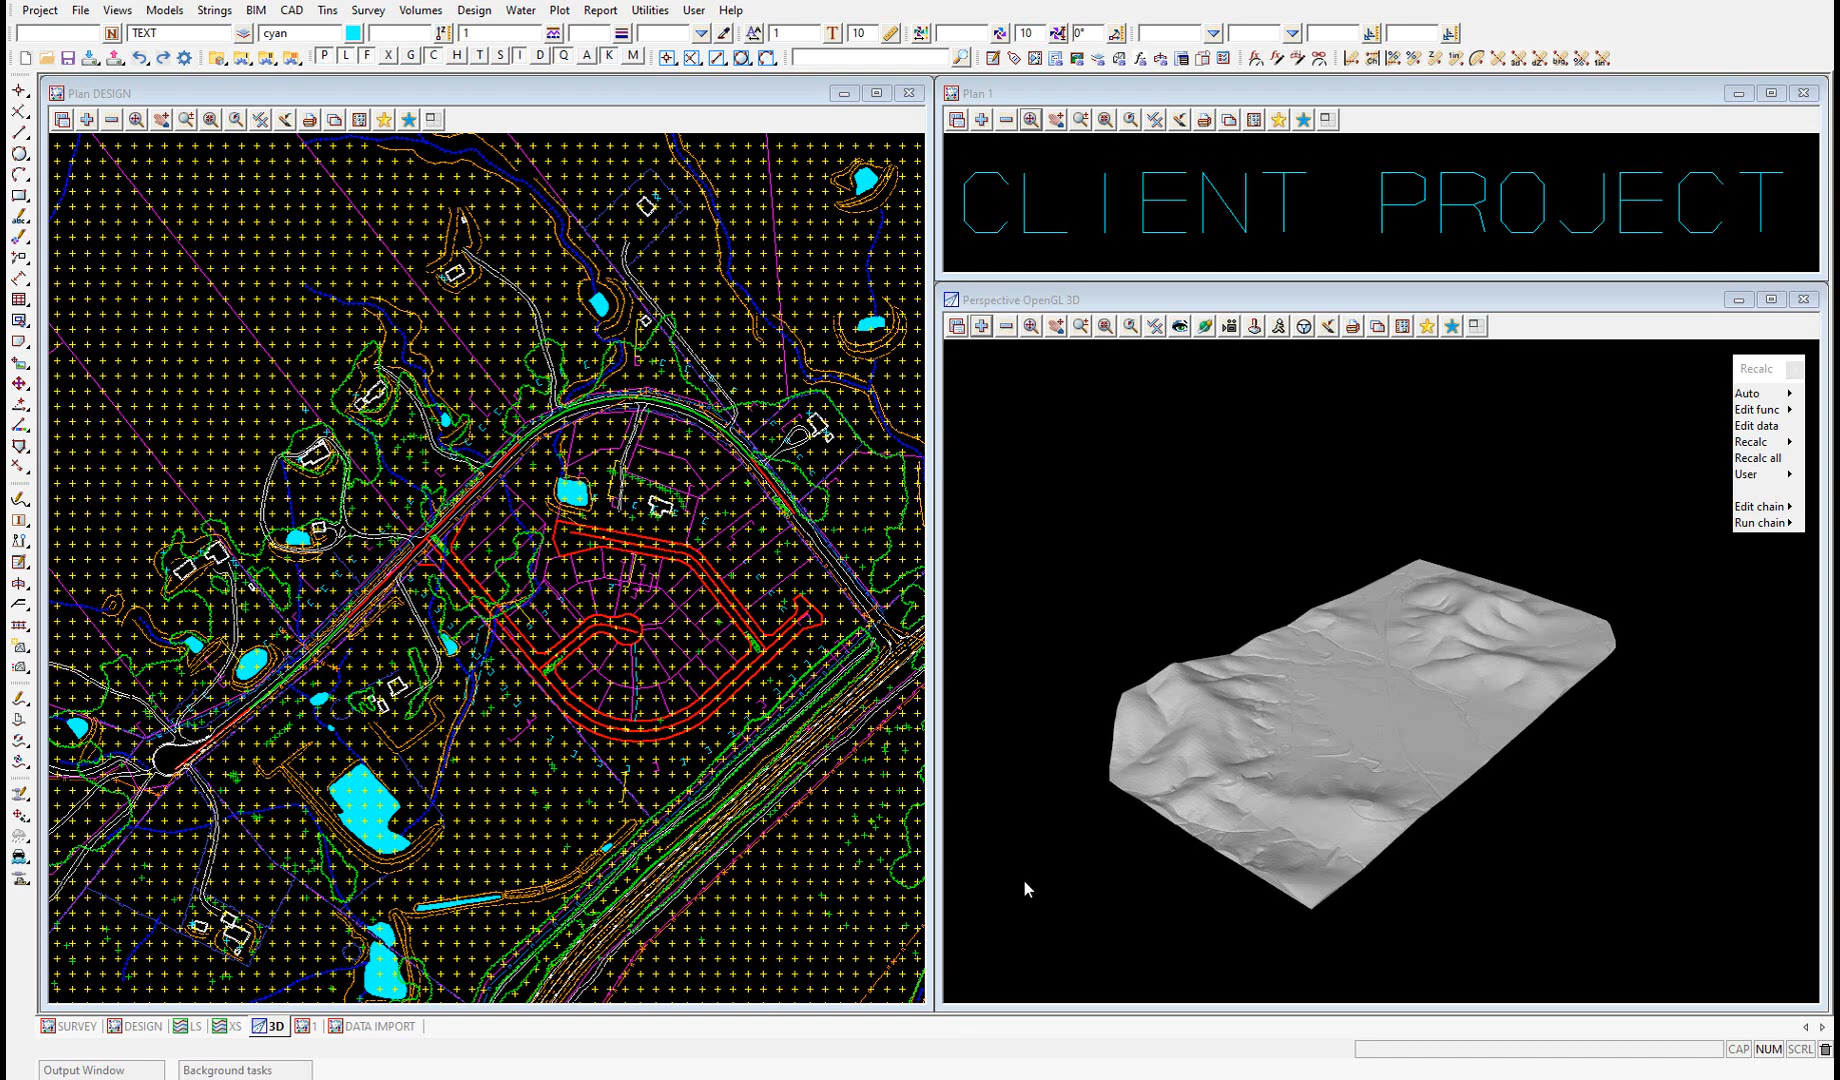 Project File Views Models Strings BIM CAD Tins Survey Volumes Design Water Plot Report Utilities User Help
N TEXT cyan 1 1 T 10 10 0°
P L F X G C H T S I D Q A K M
Plan DESIGN
Plan 1
CLIENT PROJECT
Perspective OpenGL 3D
Recalc
Auto
Edit func
Edit data
Recalc
Recalc all
User
Edit chain
Run chain
SURVEY DESIGN LS XS 3D 1 DATA IMPORT
CAP NUM SCRL
Output Window Background tasks